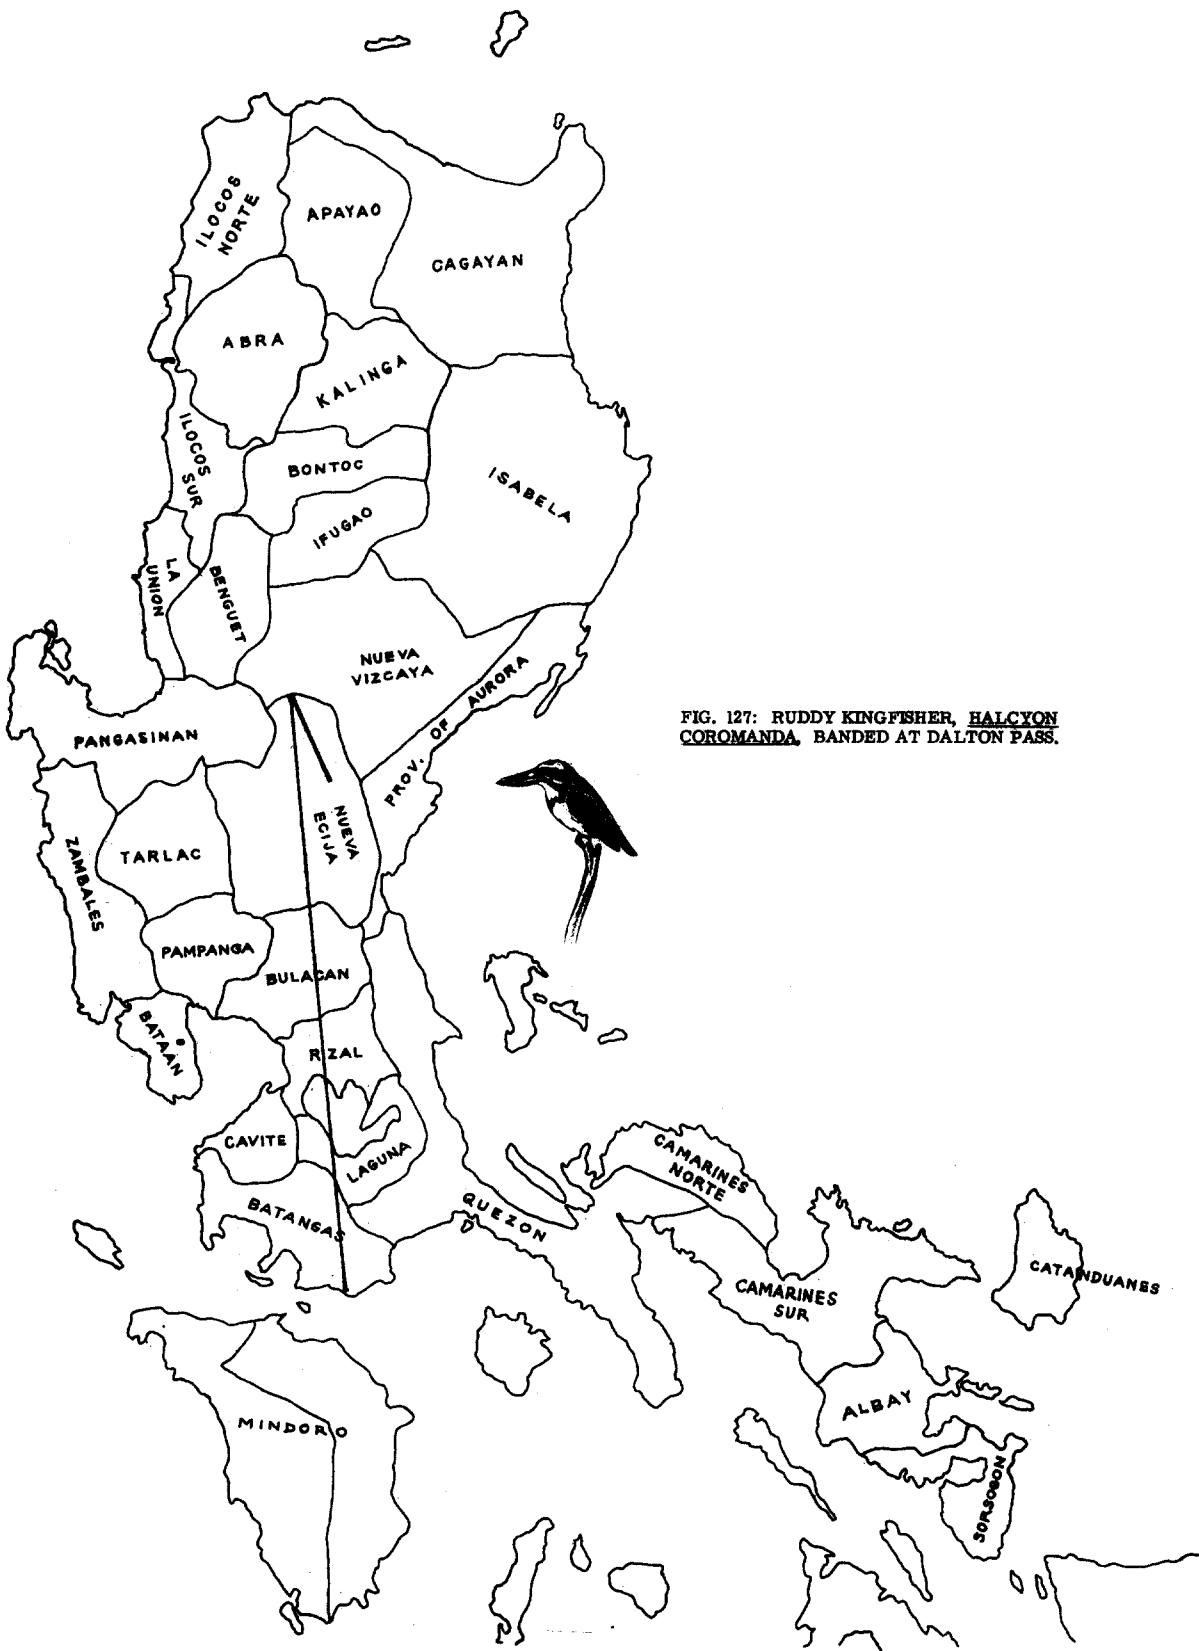 ILOCOS
NORTE
APAYAO
CAGAYAN
ABRA
KALINGA
ILOCOS
SUR
BONTOC
ISABELA
IFUGAO
LA
UNION
BENGUET
NUEVA
VIZCAYA
PROV. OF AURORA
PANGASINAN
FIG. 127: RUDDY KINGFISHER, HALCYON
COROMANDA, BANDED AT DALTON PASS.
NUEVA
ECIJA
ZAMBALES
TARLAC
PAMPANGA
BULACAN
BATAAN
RIZAL
CAVITE
LAGUNA
BATANGAS
QUEZON
CAMARINES
NORTE
CATANDUANES
CAMARINES
SUR
MINDORO
ALBAY
SORSOGON